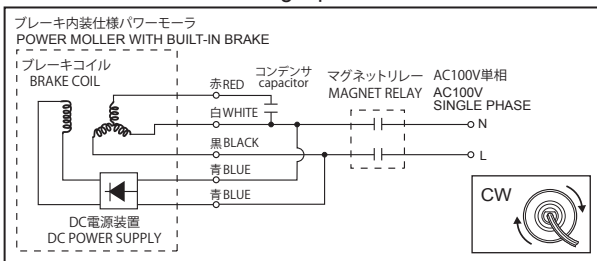 ブレーキ内装仕様パワーモーラ
POWER MOLLER WITH BUILT-IN BRAKE
ブレーキコイル
BRAKE COIL
赤RED
コンデンサ
capacitor
マグネットリレー
MAGNET RELAY
AC100V単相
AC100V
SINGLE PHASE
白WHITE
N
黒BLACK
L
青BLUE
青BLUE
DC電源装置
DC POWER SUPPLY
CW